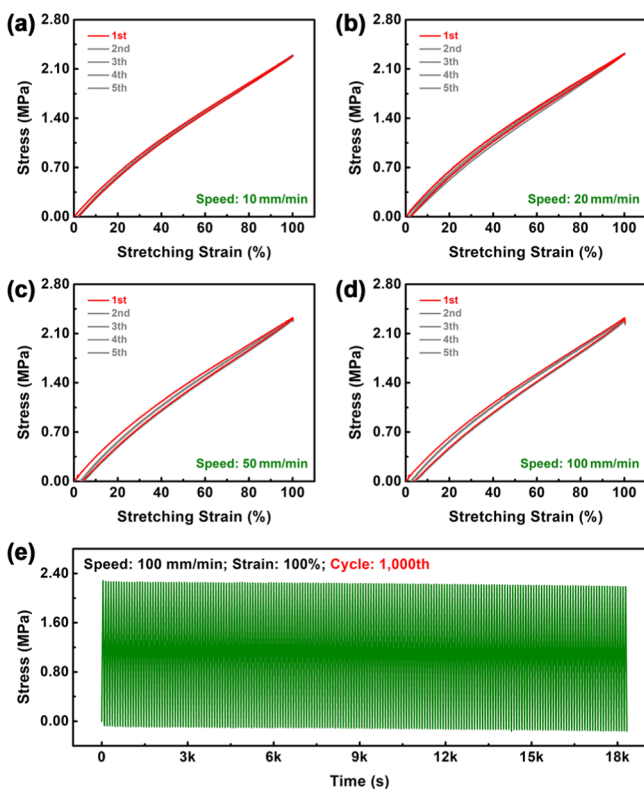 (a)
2.80
2.10
1.40
0.70
0.00
Stress (MPa)
1st
2nd
3th
4th
5th
Speed: 10 mm/min
0 20 40 60 80 100
Stretching Strain (%)
(b)
2.80
2.10
1.40
0.70
0.00
Stress (MPa)
1st
2nd
3th
4th
5th
Speed: 20 mm/min
0 20 40 60 80 100
Stretching Strain (%)
(c)
2.80
2.10
1.40
0.70
0.00
Stress (MPa)
1st
2nd
3th
4th
5th
Speed: 50 mm/min
0 20 40 60 80 100
Stretching Strain (%)
(d)
2.80
2.10
1.40
0.70
0.00
Stress (MPa)
1st
2nd
3th
4th
5th
Speed: 100 mm/min
0 20 40 60 80 100
Stretching Strain (%)
(e)
Speed: 100 mm/min; Strain: 100%; Cycle: 1,000th
2.40
1.60
0.80
0.00
Stress (MPa)
0 3k 6k 9k 12k 15k 18k
Time (s)